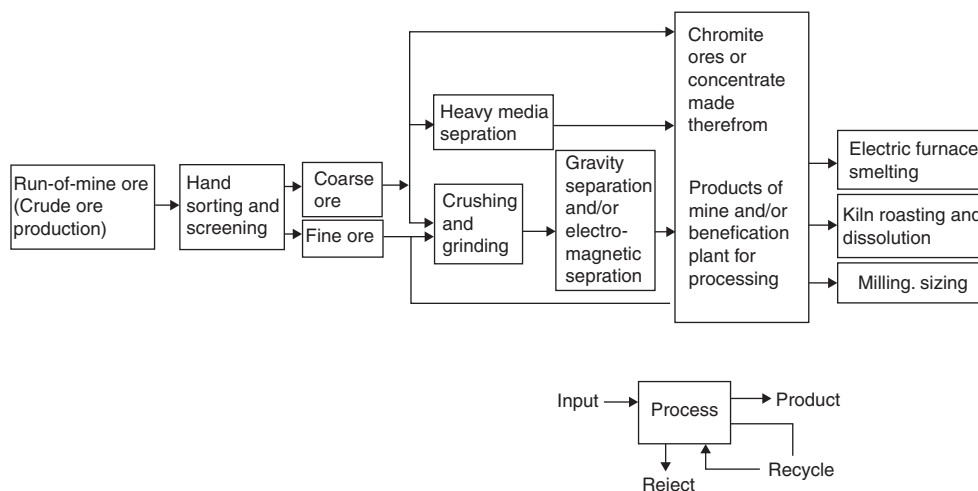 Run-of-mine ore
(Crude ore
production)
Hand
sorting and
screening
Coarse
ore
Fine ore
Heavy media
sepration
Crushing
and
grinding
Gravity
separation
and/or
electro-
magnetic
sepration
Chromite
ores or
concentrate
made
therefrom
Products of
mine and/or
benefication
plant for
processing
Electric furnace
smelting
Kiln roasting and
dissolution
Milling. sizing
Input
Process
Product
Recycle
Reject